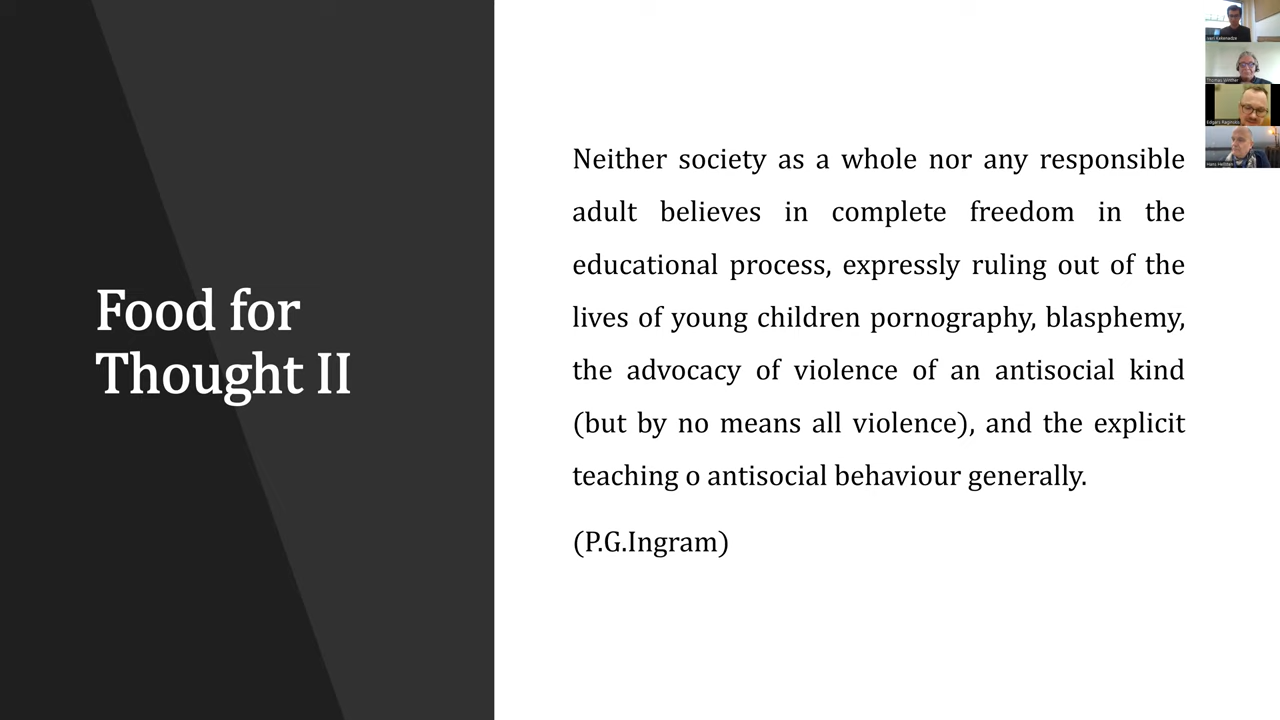 Food for
Thought II
Neither society as a whole nor any responsible
adult believes in complete freedom in the
educational process, expressly ruling out of the
lives of young children pornography, blasphemy,
the advocacy of violence of an antisocial kind
(but by no means all violence), and the explicit
teaching o antisocial behaviour generally.
(P.G.Ingram)
Edgars Raginskis